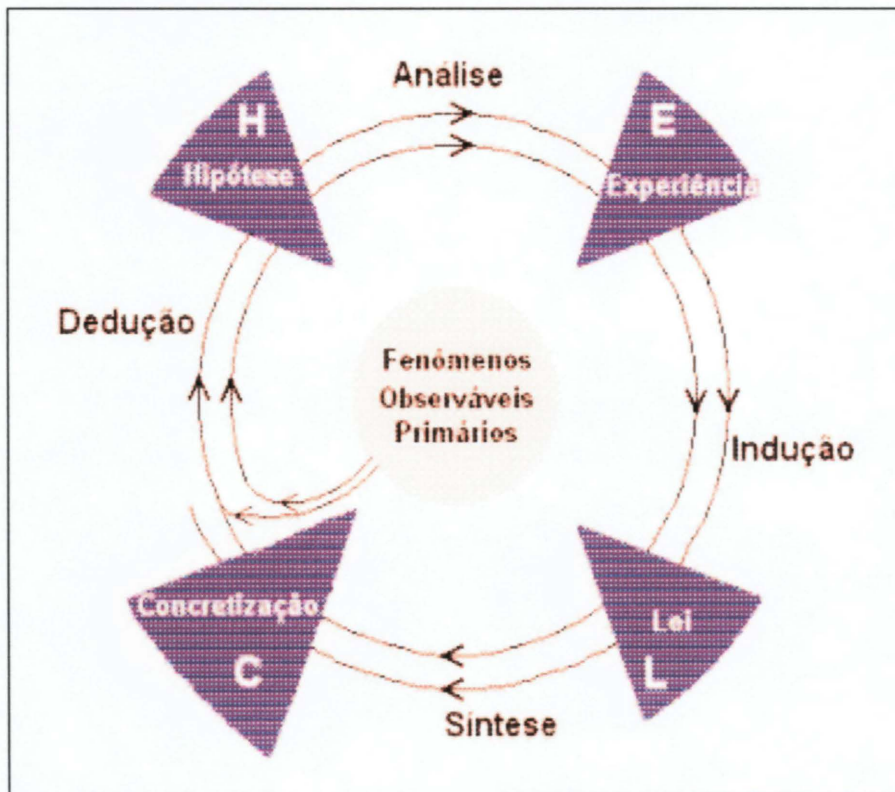 Análise
H
Hipótese
E
Experiência
Dedução
Fenómenos
Observáveis
Primários
Indução
Concretização
C
Lei
L
Síntese